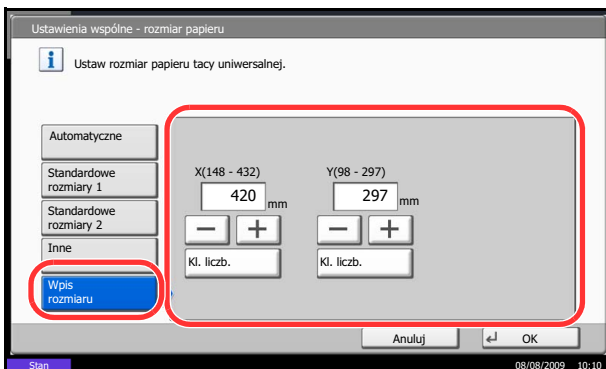 Ustawienia wspólne - rozmiar papieru
i Ustaw rozmiar papieru tacy uniwersalnej.
Automatyczne
Standardowe
rozmiary 1
Standardowe
rozmiary 2
Inne
Wpis
rozmiaru
X(148 - 432) Y(98 - 297)
420 mm 297 mm
− + − +
Kl. liczb. Kl. liczb.
Anuluj OK
Stan 08/08/2009 10:10